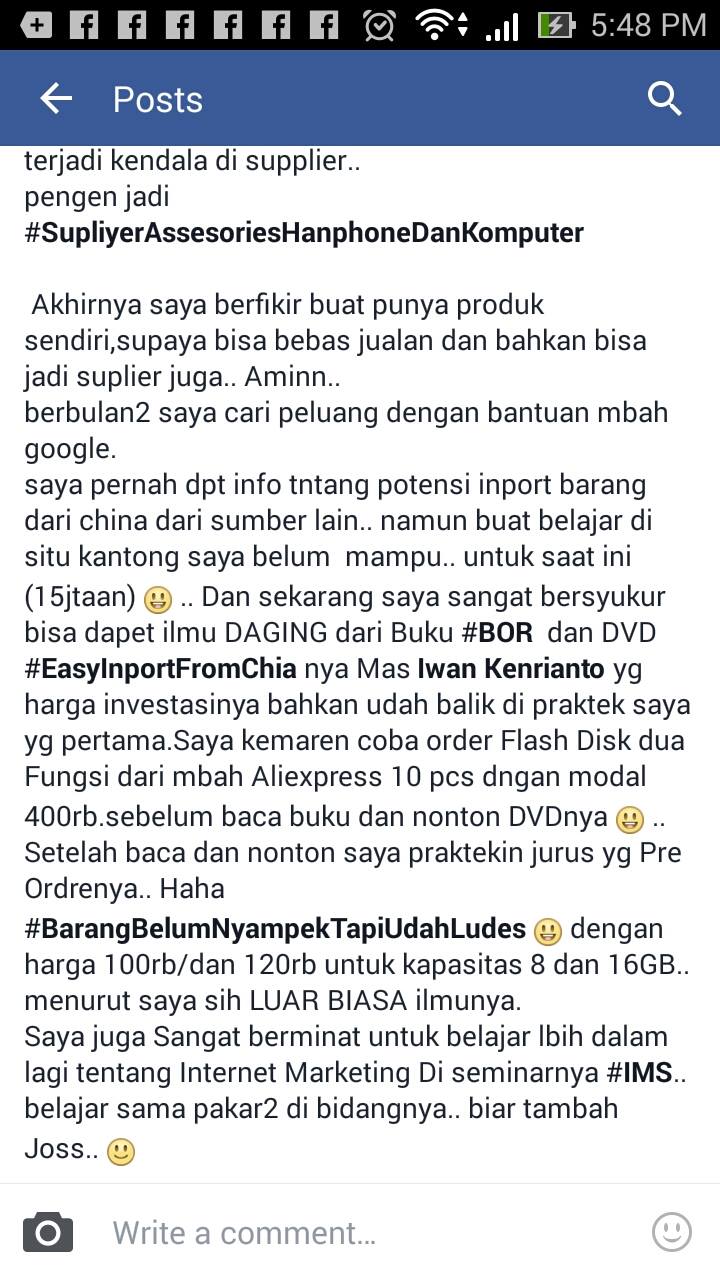 5:48 PM
Posts
terjadi kendala di supplier..
pengen jadi
#SupliyerAssesoriesHanphoneDanKomputer
Akhirnya saya berfikir buat punya produk
sendiri,supaya bisa bebas jualan dan bahkan bisa
jadi suplier juga.. Aminn..
berbulan2 saya cari peluang dengan bantuan mbah
google.
saya pernah dpt info tntang potensi inport barang
dari china dari sumber lain.. namun buat belajar di
situ kantong saya belum  mampu.. untuk saat ini
(15jtaan) 😃 .. Dan sekarang saya sangat bersyukur
bisa dapet ilmu DAGING dari Buku #BOR  dan DVD
#EasyInportFromChia nya Mas Iwan Kenrianto yg
harga investasinya bahkan udah balik di praktek saya
yg pertama.Saya kemaren coba order Flash Disk dua
Fungsi dari mbah Aliexpress 10 pcs dngan modal
400rb.sebelum baca buku dan nonton DVDnya 😃 ..
Setelah baca dan nonton saya praktekin jurus yg Pre
Ordrenya.. Haha
#BarangBelumNyampekTapiUdahLudes 😃 dengan
harga 100rb/dan 120rb untuk kapasitas 8 dan 16GB..
menurut saya sih LUAR BIASA ilmunya.
Saya juga Sangat berminat untuk belajar lbih dalam
lagi tentang Internet Marketing Di seminarnya #IMS..
belajar sama pakar2 di bidangnya.. biar tambah
Joss.. 🙂
Write a comment...